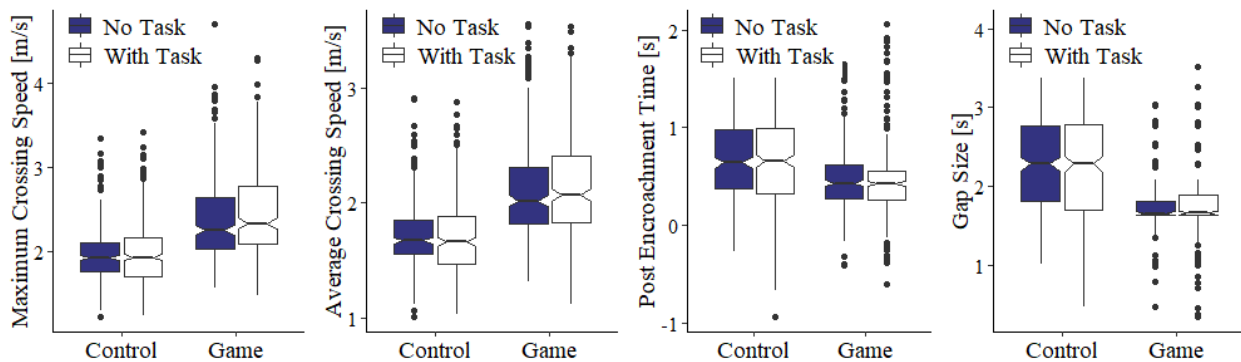 Maximum Crossing Speed [m/s]
4
3
2
No Task
With Task
Control Game
Average Crossing Speed [m/s]
3
2
1
No Task
With Task
Control Game
Post Encroachment Time [s]
2
1
0
-1
No Task
With Task
Control Game
Gap Size [s]
4
3
2
1
No Task
With Task
Control Game